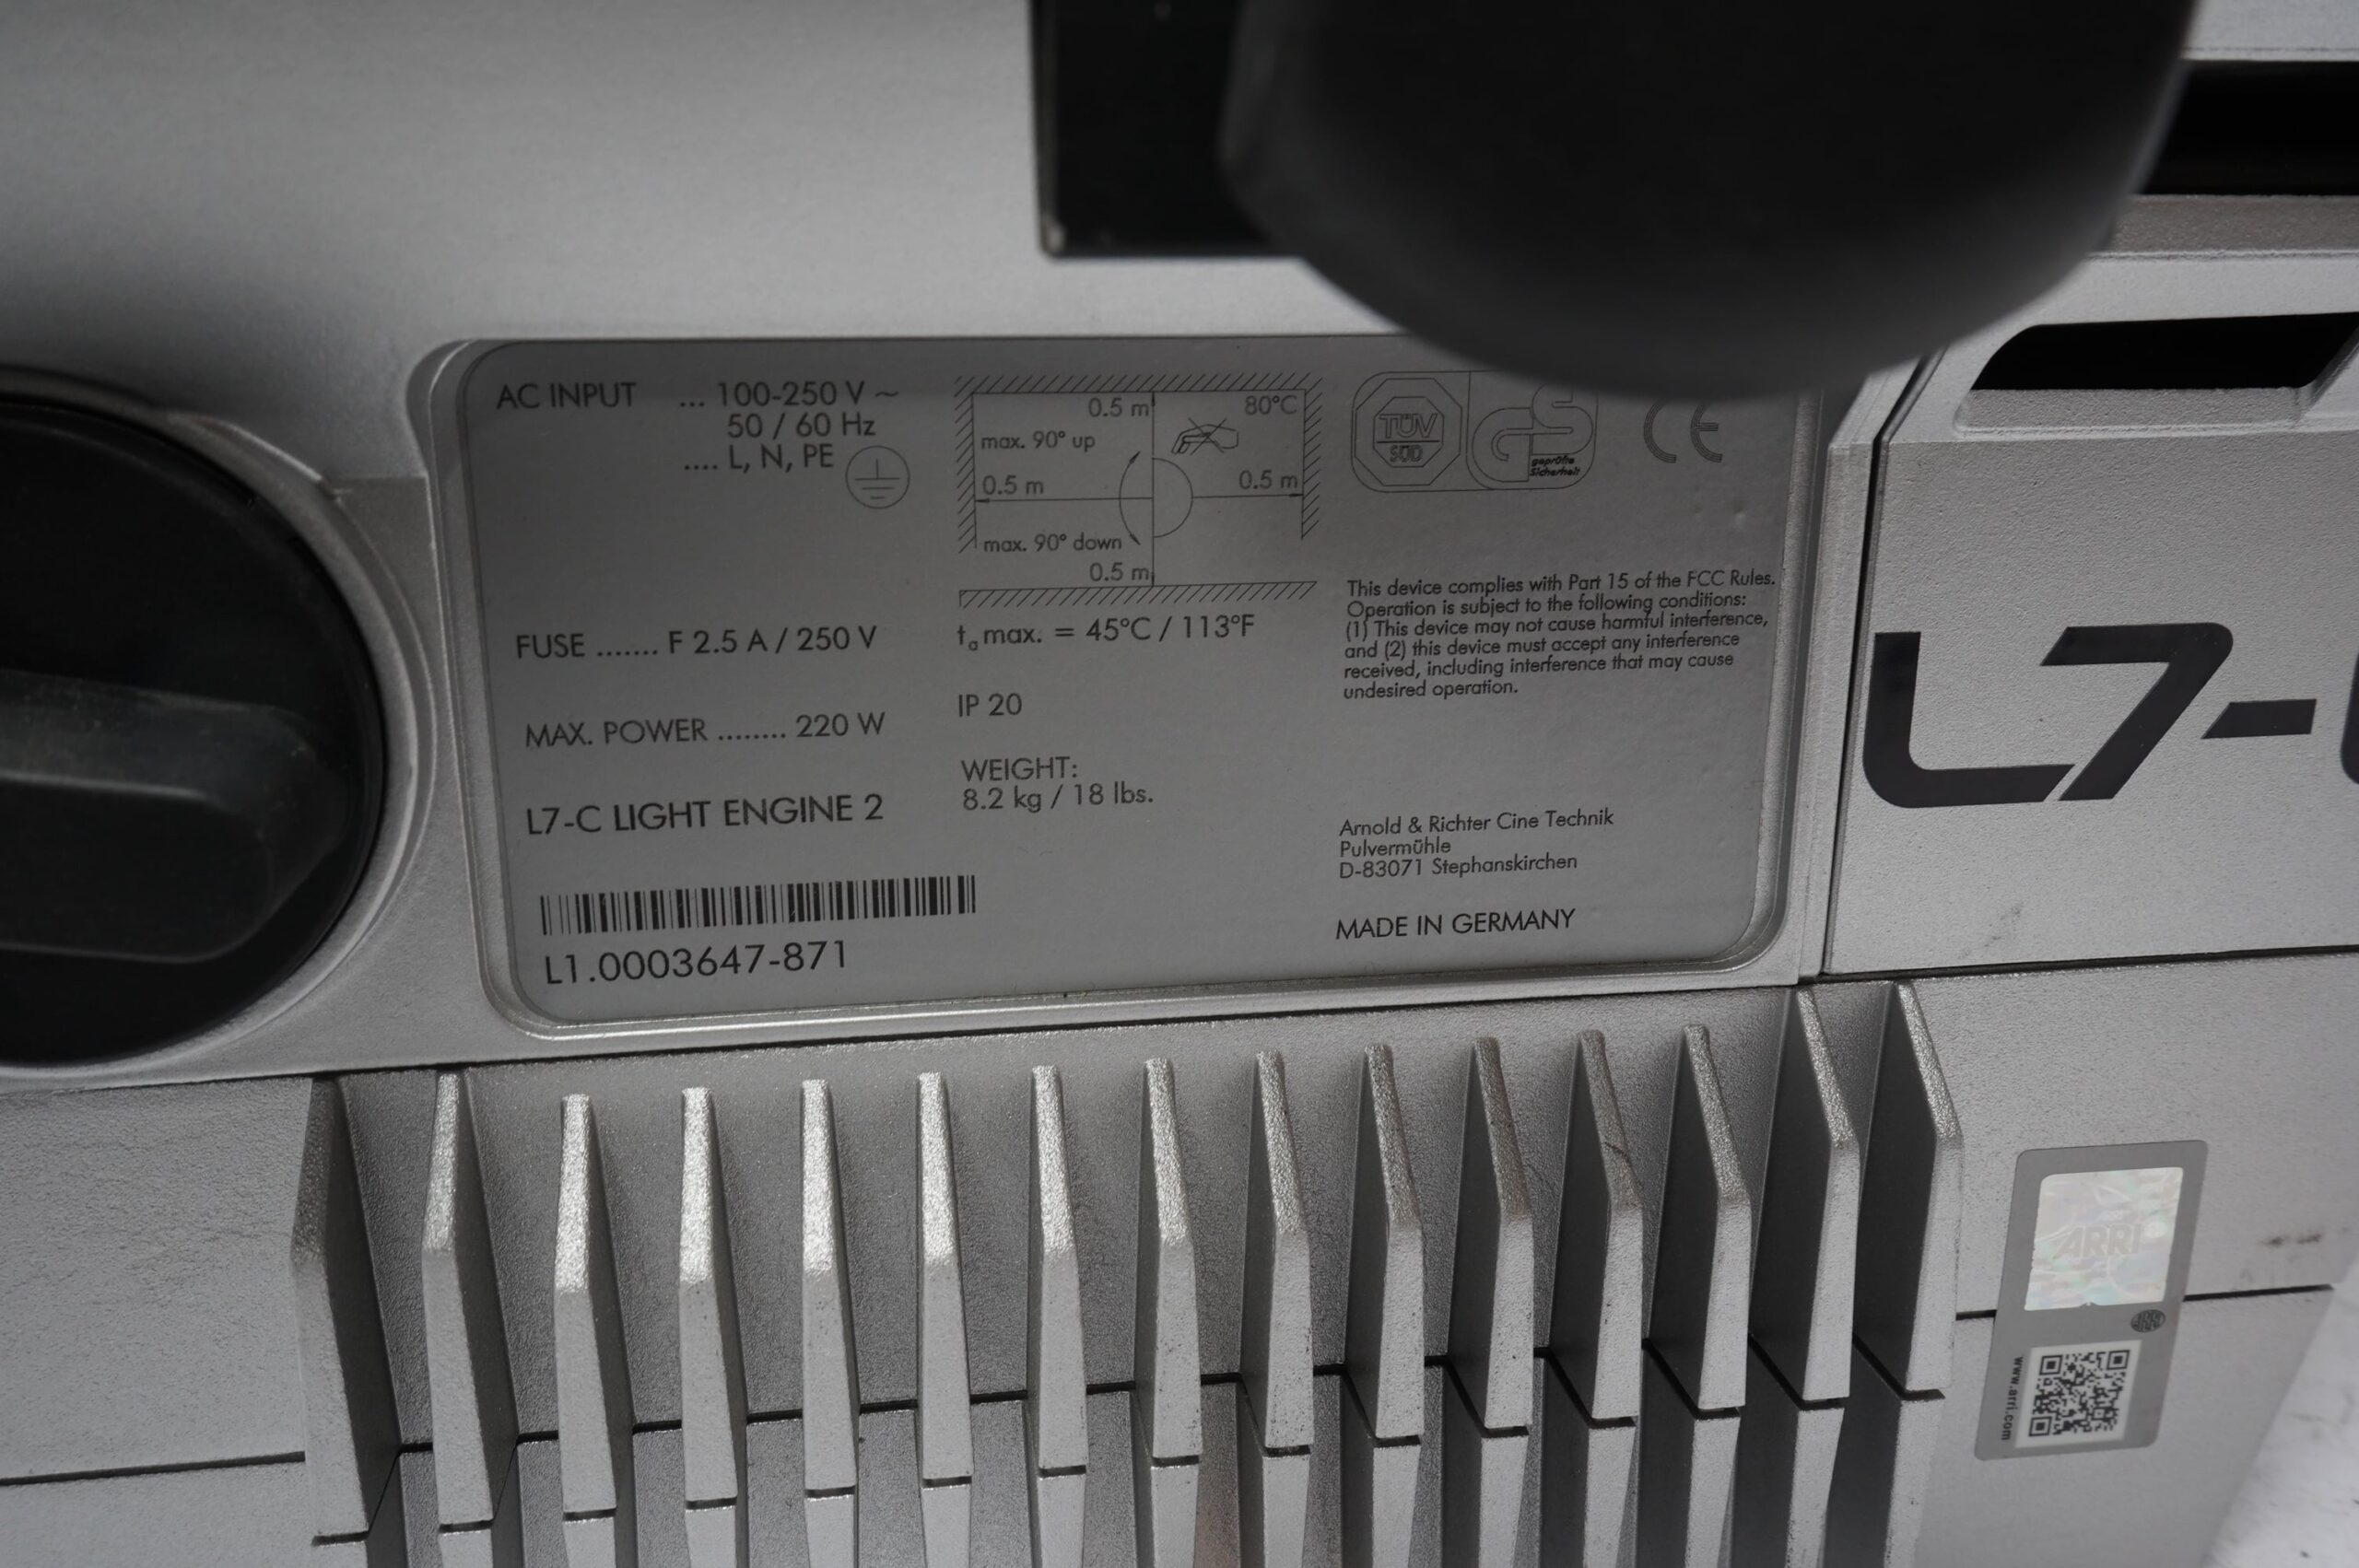 AC INPUT ... 100-250 V ~
50 / 60 Hz
.... L, N, PE
FUSE ....... F 2.5 A / 250 V
MAX. POWER ........ 220 W
L7-C LIGHT ENGINE 2
L1.0003647-871
0.5 m
80°C
max. 90° up
0.5 m
0.5 m
max. 90° down
0.5 m
ta max. = 45°C / 113°F
IP 20
WEIGHT:
8.2 kg / 18 lbs.
TÜV
SÜD
GS
geprüfte
Sicherheit
CE
This device complies with Part 15 of the FCC Rules.
Operation is subject to the following conditions:
(1) This device may not cause harmful interference,
and (2) this device must accept any interference
received, including interference that may cause
undesired operation.
Arnold & Richter Cine Technik
Pulvermühle
D-83071 Stephanskirchen
MADE IN GERMANY
L7-
ARRI
ARRI
www.arri.com